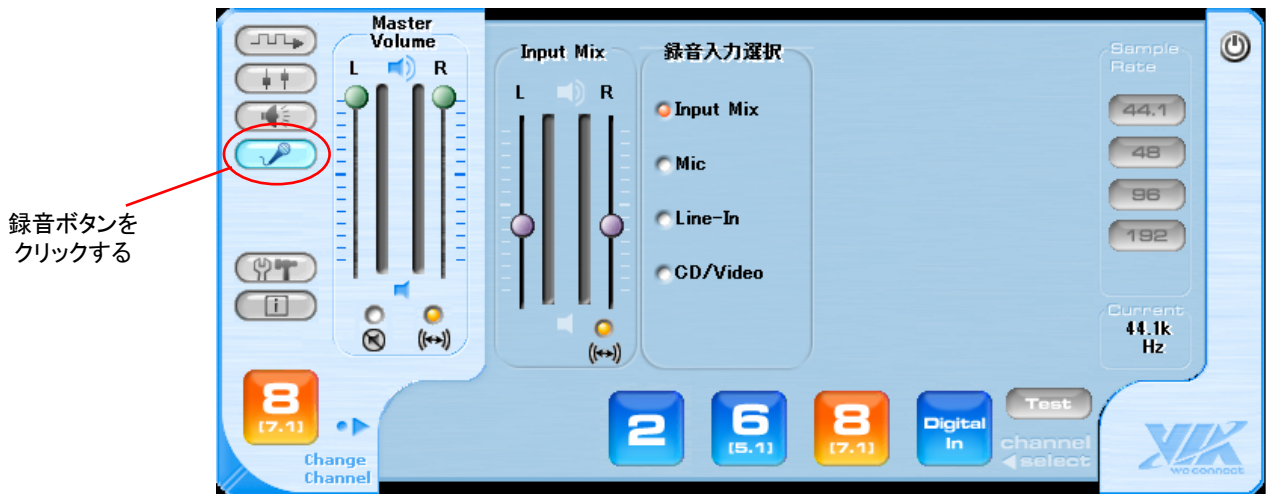 録音ボタンを
クリックする
Master
Volume
L R
Input Mix
L R
録音入力選択
Input Mix
Mic
Line-In
CD/Video
Sample
Rate
44.1
48
96
192
Current
44.1k
Hz
8
[7.1]
Change
Channel
2
6
[5.1]
8
[7.1]
Digital
In
Test
channel
select
VIA
we connect